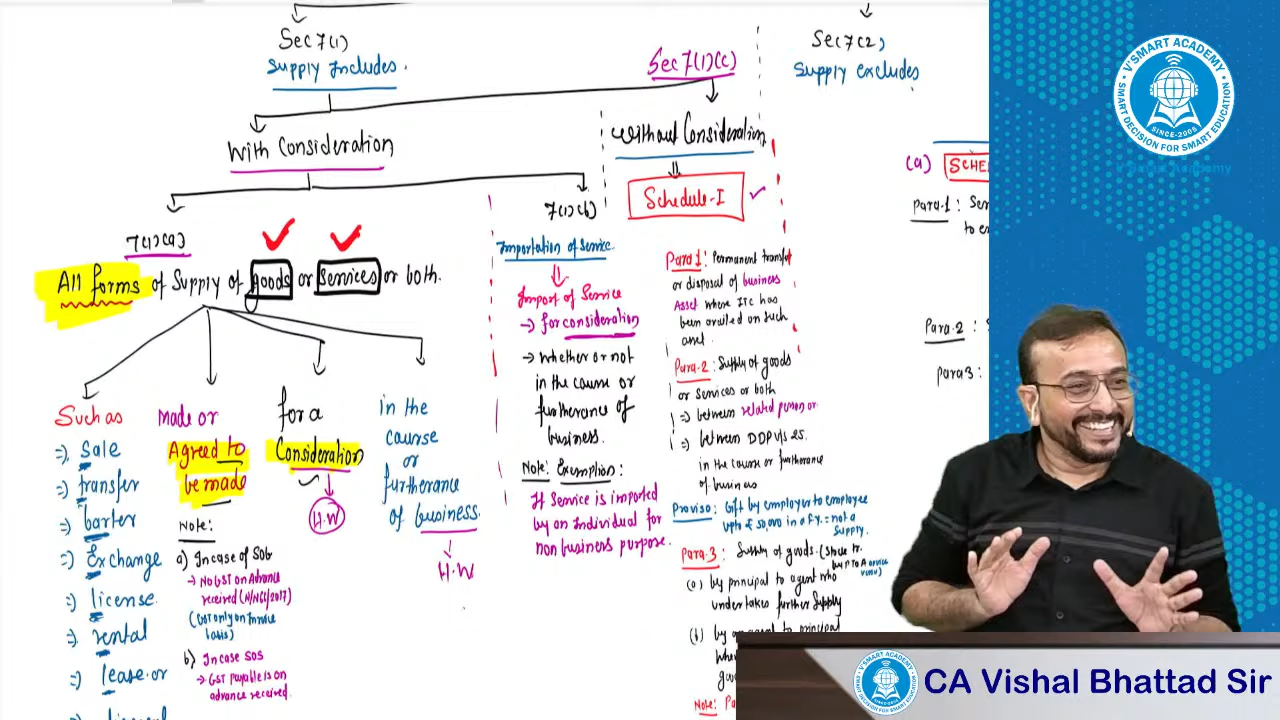 Sec 7(1)
Supply Includes.
Sec 7(1)(c)
Sec 7(2)
Supply excludes
With Consideration
Without Consideration
Schedule-I
7(1)(a)
All forms of Supply of goods or services or both.
Such as
=) Sale
=) transfer
=) barter
=) Exchange
=) license
=) rental
=) lease or
made or
Agreed to
be made
Note:
a) In case of SOG
→ No GST on Advance
received (N/N 66/2017)
(GST only on Invoice
basis)
b) In case SOS
→ GST payable is on
advance received.
for a
Consideration
H.W
in the
course
or
furtherance
of business.
H.W
7(1)(b)
Importation of Service
Import of Service
→ for consideration
→ whether or not
in the course or
furtherance of
business.
Note: Exemption:
If Service is imported
by an Individual for
non business purpose.
Para 1: Permanent transfer
or disposal of business
Asset where ITC has
been availed on such
asset.
Para-2: Supply of goods
or services or both
=) between related person or
=) between DDP u/s 25.
in the course or furtherance
of business
Proviso: Gift by employer to employee
upto ₹ 50,000 in a F.Y. = not a
Supply.
Para-3: Supply of goods. (
(a) by principal to agent who
undertakes further Supply
(b) by an agent to principal
Note:
(a) SCHE
Para-1: Ser
to e
Para-2: S
para3:
V'SMART ACADEMY
SINCE-2005
SMART DECISION FOR SMART EDUCATION
CA Vishal Bhattad Sir